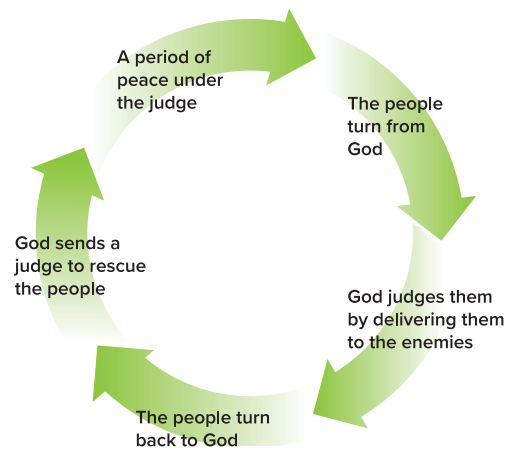 A period of
peace under
the judge
The people
turn from
God
God judges them
by delivering them
to the enemies
The people turn
back to God
God sends a
judge to rescue
the people